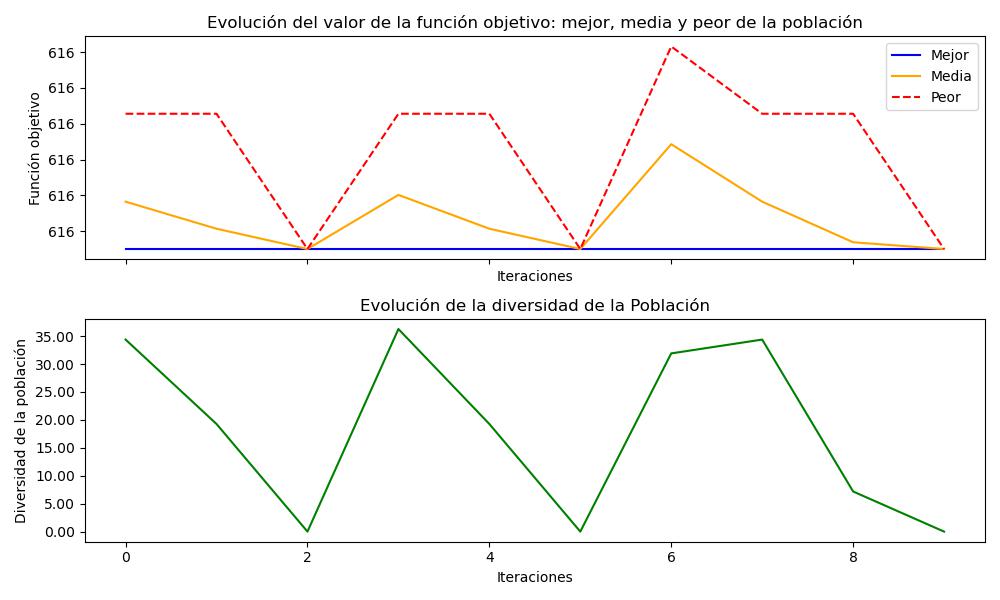 Evolución del valor de la función objetivo: mejor, media y peor de la población
Función objetivo
616
616
616
616
616
616
Mejor
Media
Peor
Iteraciones
Evolución de la diversidad de la Población
Diversidad de la población
35.00
30.00
25.00
20.00
15.00
10.00
5.00
0.00
0 2 4 6 8
Iteraciones